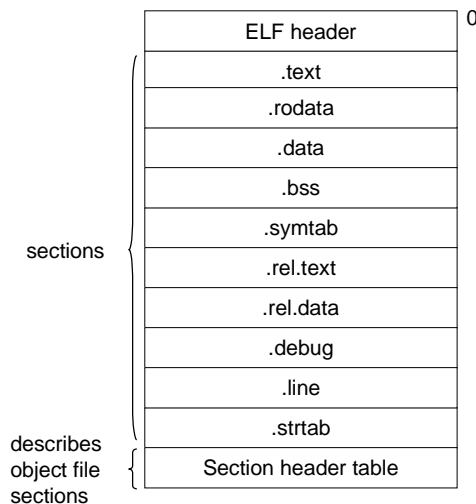 ELF header
0
.text
.rodata
.data
.bss
.symtab
sections
.rel.text
.rel.data
.debug
.line
.strtab
describes
object file
sections
Section header table